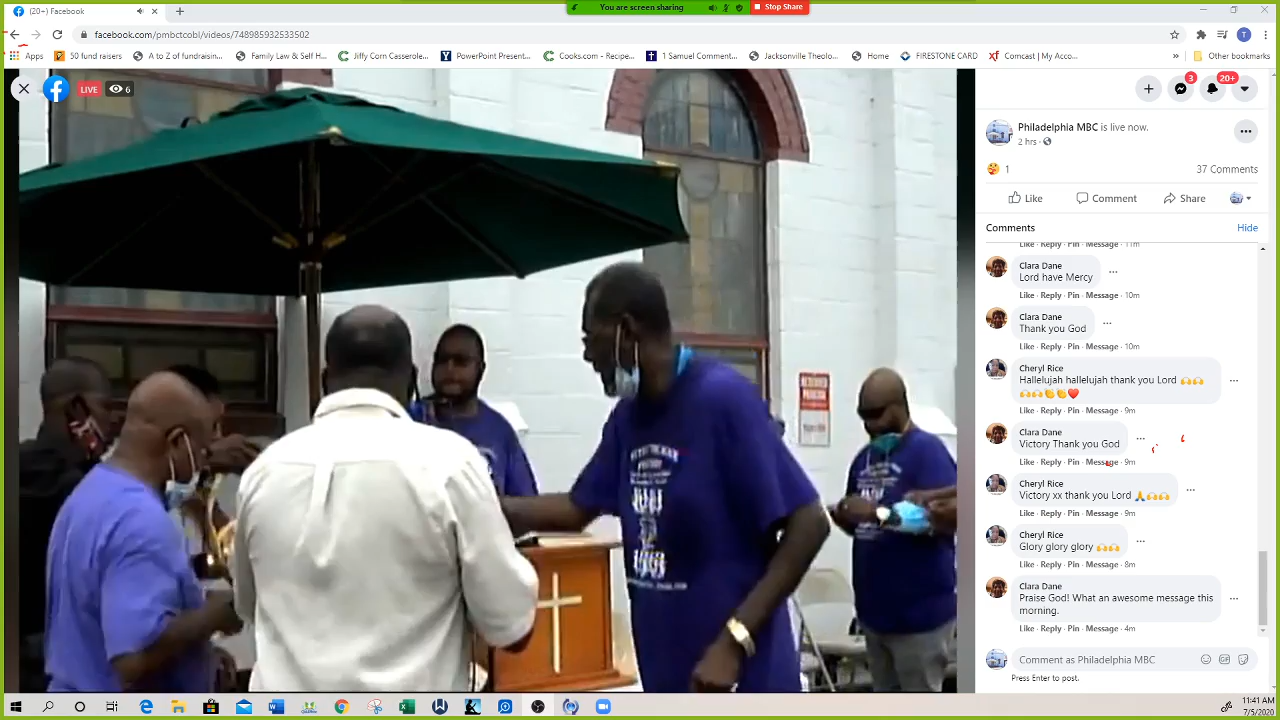 You are screen sharing
Stop Share
(20+) Facebook
facebook.com/pmbctcobl/videos/748985932533502
T
Apps
50 fund raisers
A to Z of fundraisin...
Family Law & Self H...
Jiffy Corn Casserole...
PowerPoint Present...
Cooks.com - Recipe...
1 Samuel Comment...
Jacksonville Theolo...
Home
FIRESTONE CARD
Comcast | My Acco...
»
Other bookmarks
LIVE
6
3
20+
Philadelphia MBC is live now.
2 hrs ·
1
37 Comments
Like
Comment
Share
Comments
Hide
Like · Reply · Pin · Message · 11m
Clara Dane
Lord have Mercy
Like · Reply · Pin · Message · 10m
Clara Dane
Thank you God
Like · Reply · Pin · Message · 10m
Cheryl Rice
Hallelujah hallelujah thank you Lord 🙌🙌
🙌🙌👏👏❤️
Like · Reply · Pin · Message · 9m
Clara Dane
Victory Thank you God
Like · Reply · Pin · Message · 9m
Cheryl Rice
Victory xx thank you Lord 🙏🙌🙌
Like · Reply · Pin · Message · 9m
Cheryl Rice
Glory glory glory 🙌🙌
Like · Reply · Pin · Message · 8m
Clara Dane
Praise God! What an awesome message this
morning.
Like · Reply · Pin · Message · 4m
Comment as Philadelphia MBC
GIF
Press Enter to post.
RESERVED
PARKING
11:41 AM
7/5/2020